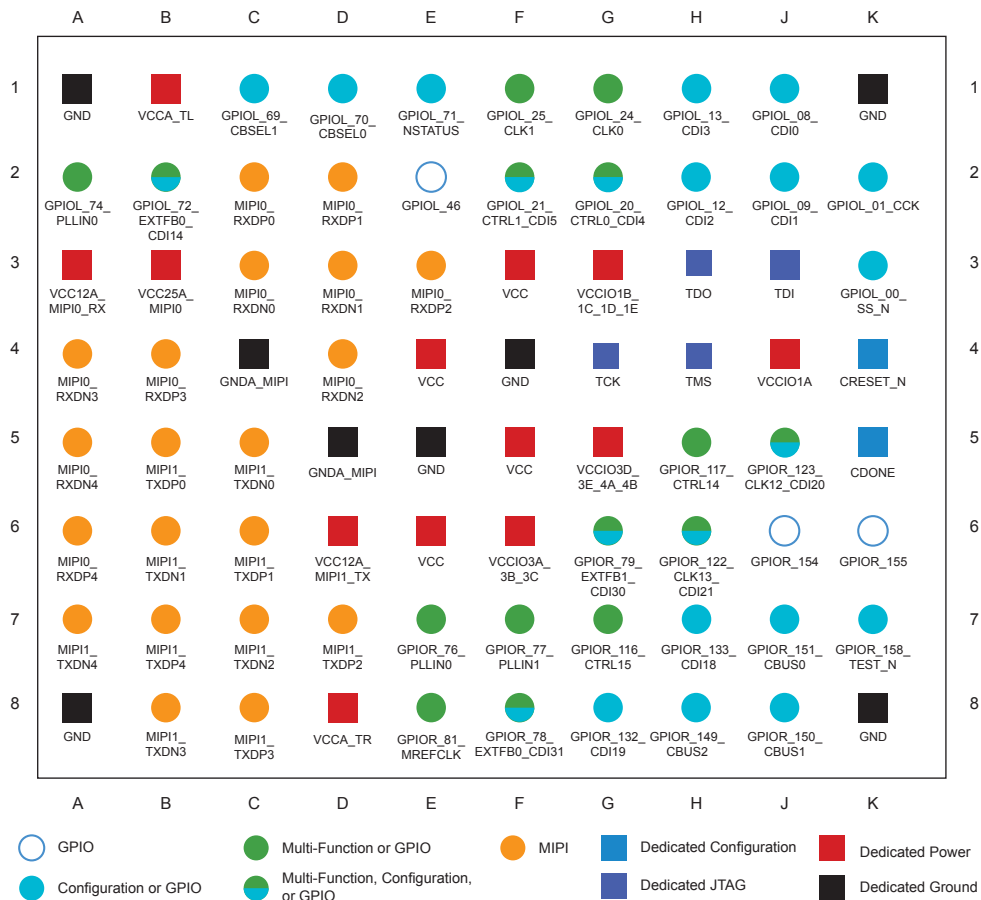 A B C D E F G H J K
1 1
GND VCCA_TL GPIOL_69_ GPIOL_70_ GPIOL_71_ GPIOL_25_ GPIOL_24_ GPIOL_13_ GPIOL_08_ GND
CBSEL1 CBSEL0 NSTATUS CLK1 CLK0 CDI3 CDI0
2 2
GPIOL_74_ GPIOL_72_ MIPI0_ MIPI0_ GPIOL_46 GPIOL_21_ GPIOL_20_ GPIOL_12_ GPIOL_09_ GPIOL_01_CCK
PLLIN0 EXTFB0_ RXDP0 RXDP1 CTRL1_CDI5 CTRL0_CDI4 CDI2 CDI1
CDI14
3 3
VCC12A_ VCC25A_ MIPI0_ MIPI0_ MIPI0_ VCC VCCIO1B_ TDO TDI GPIOL_00_
MIPI0_RX MIPI0 RXDN0 RXDN1 RXDP2 1C_1D_1E SS_N
4 4
MIPI0_ MIPI0_ GNDA_MIPI MIPI0_ VCC GND TCK TMS VCCIO1A CRESET_N
RXDN3 RXDP3 RXDN2
5 5
MIPI0_ MIPI1_ MIPI1_ GNDA_MIPI GND VCC VCCIO3D_ GPIOR_117_ GPIOR_123_ CDONE
RXDN4 TXDP0 TXDN0 3E_4A_4B CTRL14 CLK12_CDI20
6 6
MIPI0_ MIPI1_ MIPI1_ VCC12A_ VCC VCCIO3A_ GPIOR_79_ GPIOR_122_ GPIOR_154 GPIOR_155
RXDP4 TXDN1 TXDP1 MIPI1_TX 3B_3C EXTFB1_ CLK13_
CDI30 CDI21
7 7
MIPI1_ MIPI1_ MIPI1_ MIPI1_ GPIOR_76_ GPIOR_77_ GPIOR_116_ GPIOR_133_ GPIOR_151_ GPIOR_158_
TXDN4 TXDP4 TXDN2 TXDP2 PLLIN0 PLLIN1 CTRL15 CDI18 CBUS0 TEST_N
8 8
GND MIPI1_ MIPI1_ VCCA_TR GPIOR_81_ GPIOR_78_ GPIOR_132_ GPIOR_149_ GPIOR_150_ GND
TXDN3 TXDP3 MREFCLK EXTFB0_CDI31 CDI19 CBUS2 CBUS1
A B C D E F G H J K
GPIO Multi-Function or GPIO MIPI Dedicated Configuration Dedicated Power
Configuration or GPIO Multi-Function, Configuration, Dedicated JTAG Dedicated Ground
or GPIO